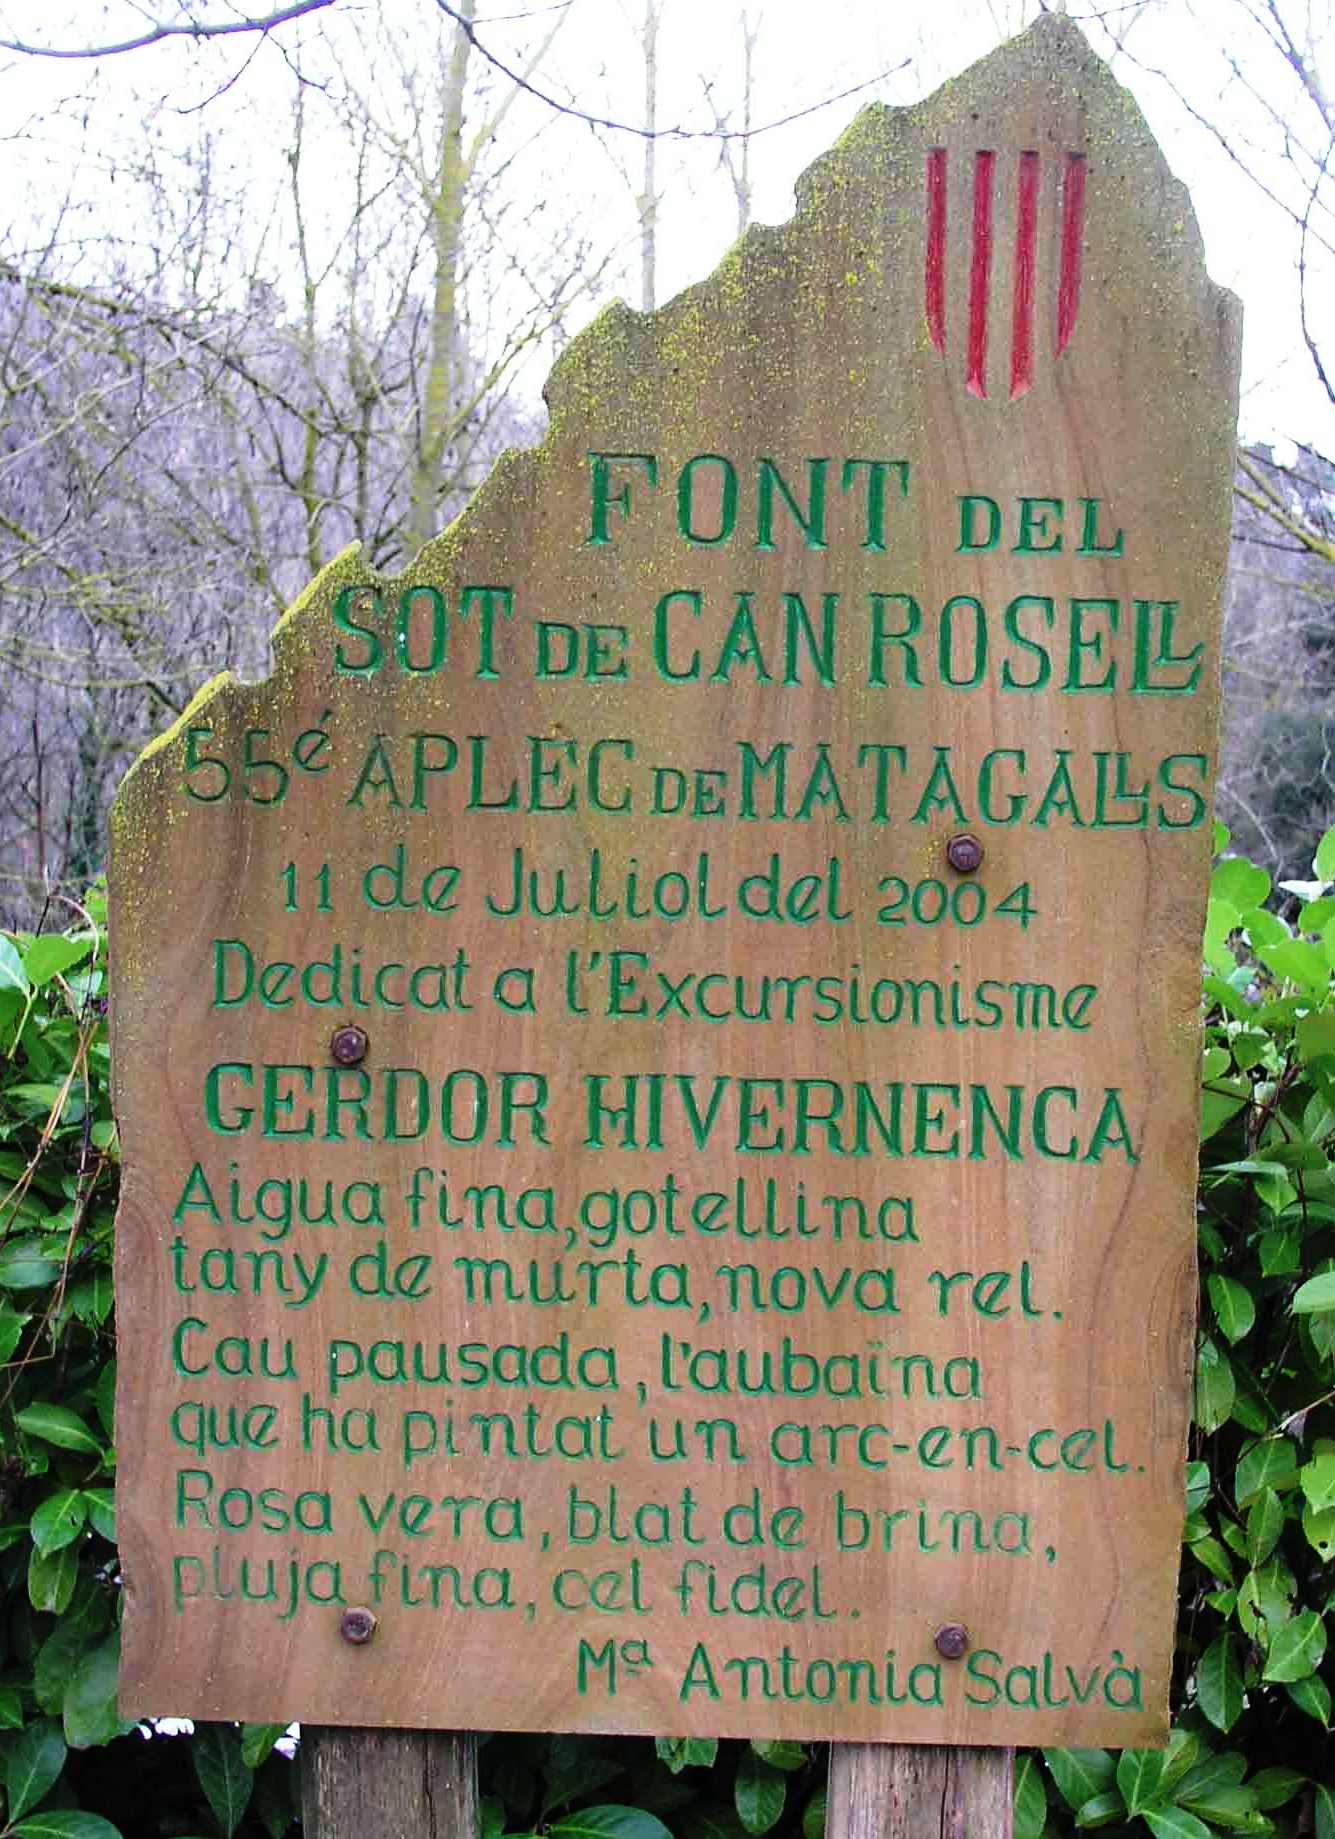 FONT DEL
SOT DE CAN ROSELL
55é APLEC DE MATAGALLS
11 de Juliol del 2004
Dedicat a l'Excursionisme
GERDOR HIVERNENCA
Aigua fina, gotellina
tany de murta, nova rel.
Cau pausada, l'aubaïna
que ha pintat un arc-en-cel.
Rosa vera, blat de brina,
pluja fina, cel fidel.
Mª Antonia Salvà